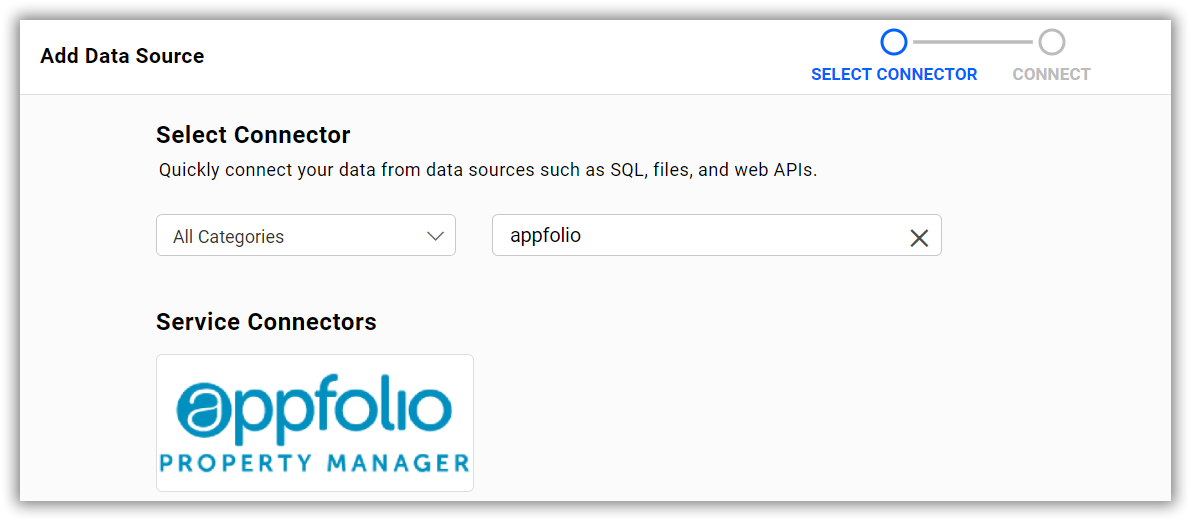 Add Data Source
SELECT CONNECTOR
CONNECT
Select Connector
Quickly connect your data from data sources such as SQL, files, and web APIs.
All Categories
appfolio
Service Connectors
appfolio
PROPERTY MANAGER